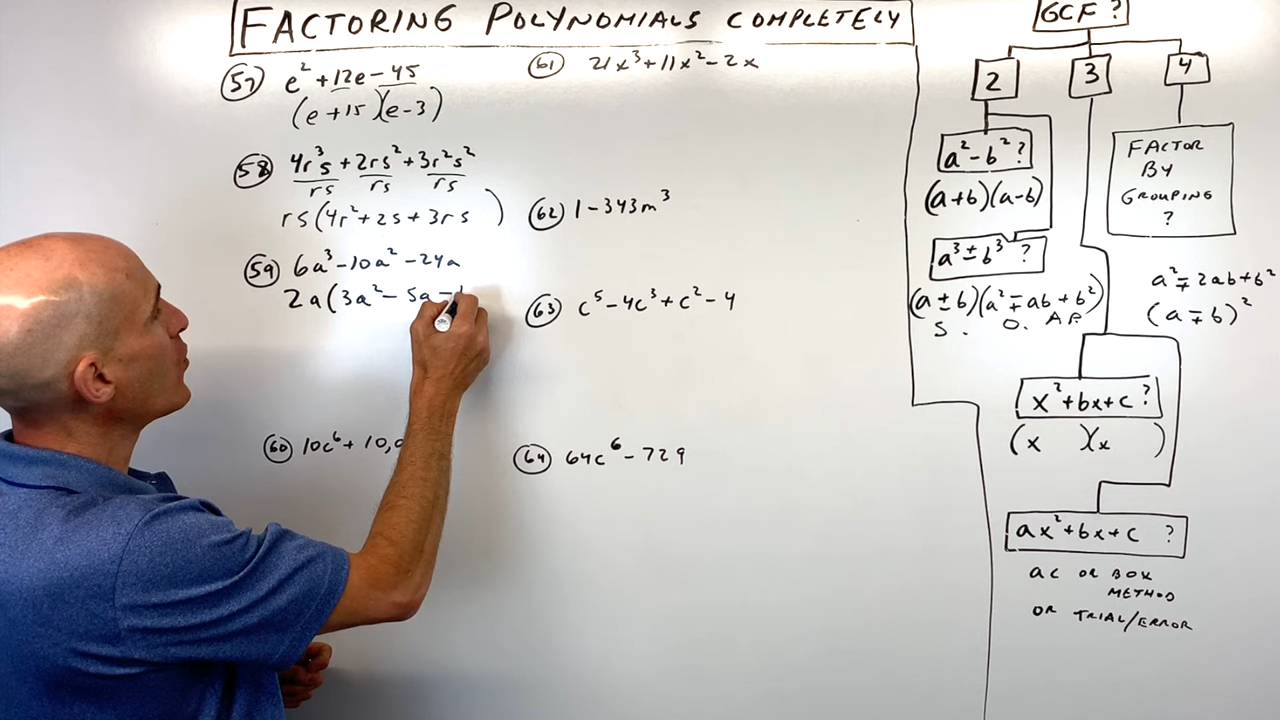 FACTORING POLYNOMIALS COMPLETELY
57) e² + 12e - 45
(e + 15)(e - 3)
58) 4r³s + 2rs² + 3r²s²
rs rs rs
rs(4r² + 2s + 3rs )
59) 6a³ - 10a² - 24a
2a(3a² - 5a -
60) 10c⁶ + 10,
61) 21x³ + 11x² - 2x
62) 1 - 343m³
63) c⁵ - 4c³ + c² - 4
64) 64c⁶ - 729
GCF ?
2 3 4
a² - b² ?
(a+b)(a-b)
a³ ± b³ ?
(a ± b)(a² ∓ ab + b²)
S. O. A.P.
FACTOR
BY
GROUPING
?
a² ∓ 2ab + b²
(a ∓ b)²
x² + bx + c ?
(x )(x )
ax² + bx + c ?
ac OR BOX
METHOD
OR TRIAL/ERROR